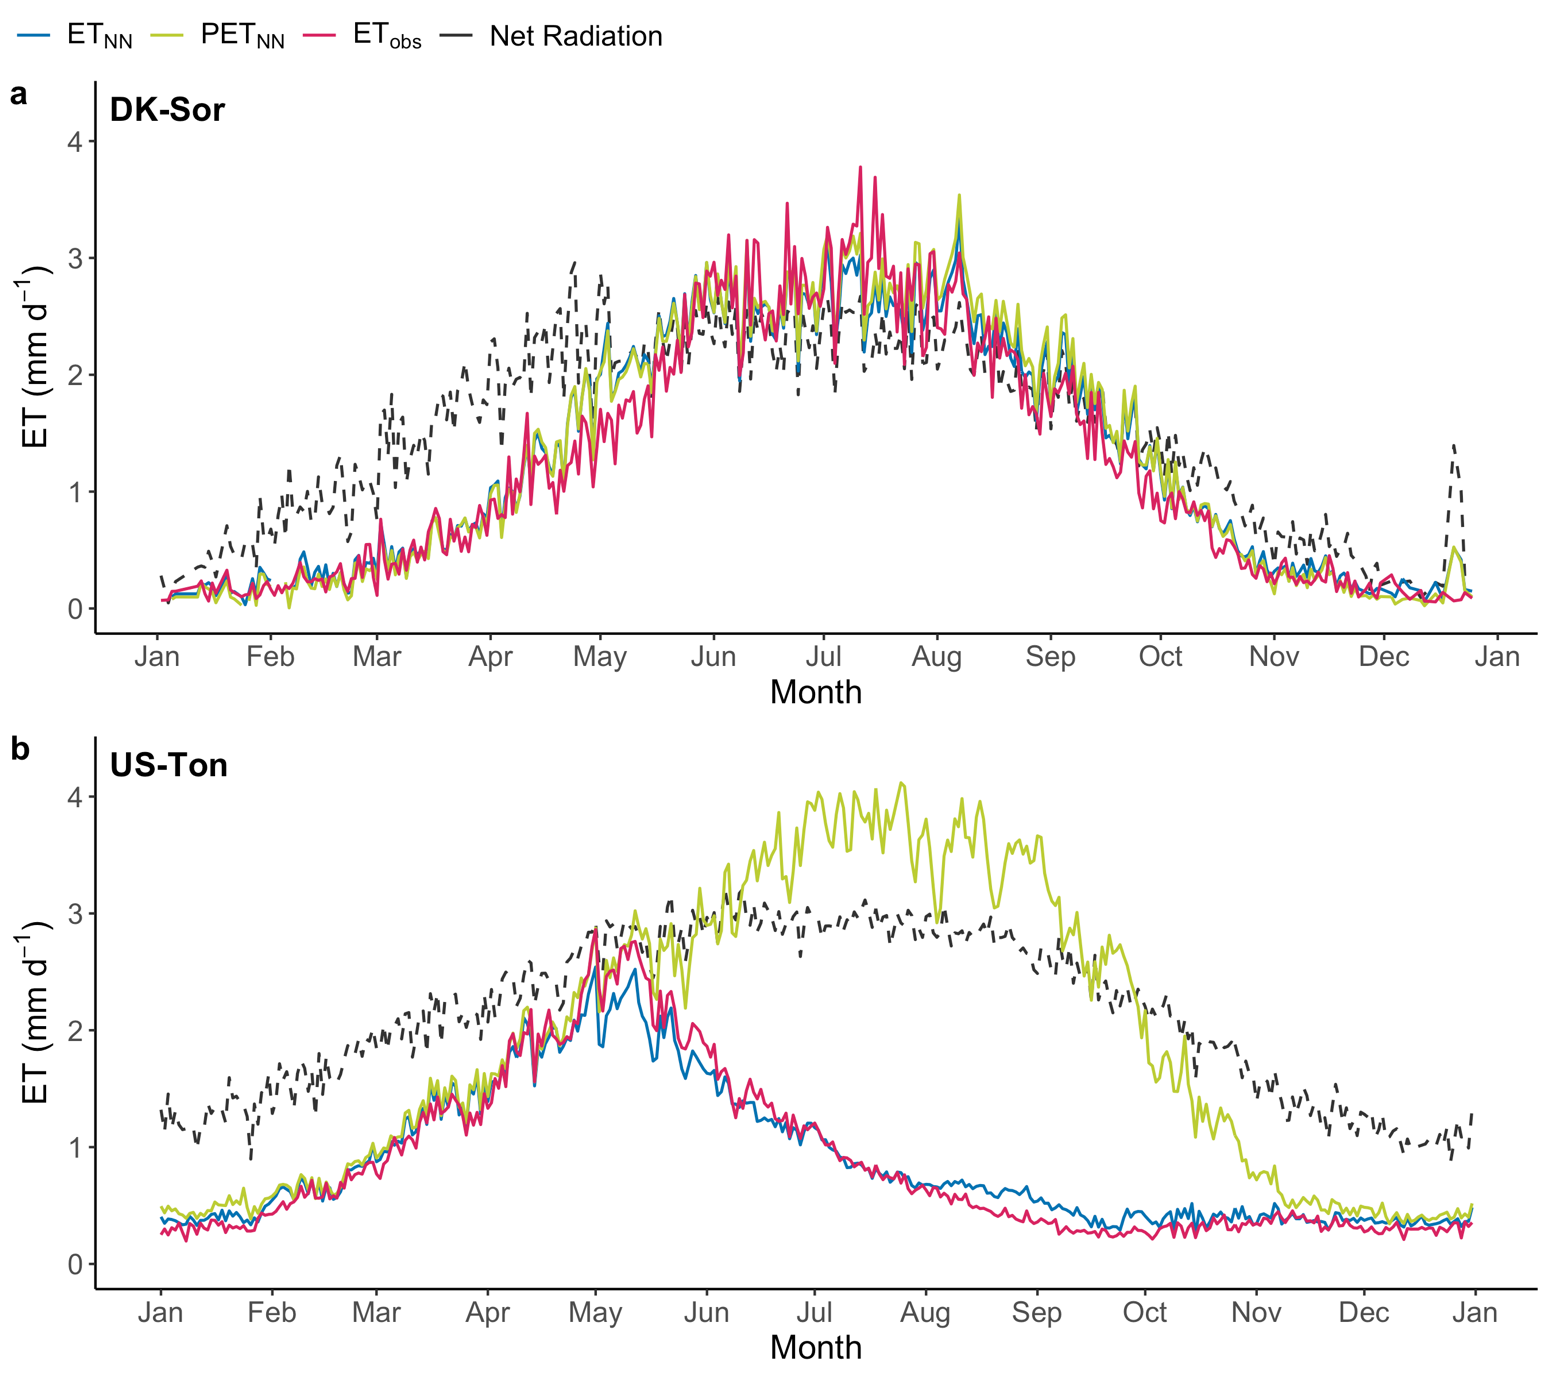 ET_NN PET_NN ET_obs Net Radiation
a
DK-Sor
4
3
2
1
0
ET (mm d⁻¹)
Jan Feb Mar Apr May Jun Jul Aug Sep Oct Nov Dec Jan
Month
b
US-Ton
4
3
2
1
0
ET (mm d⁻¹)
Jan Feb Mar Apr May Jun Jul Aug Sep Oct Nov Dec Jan
Month